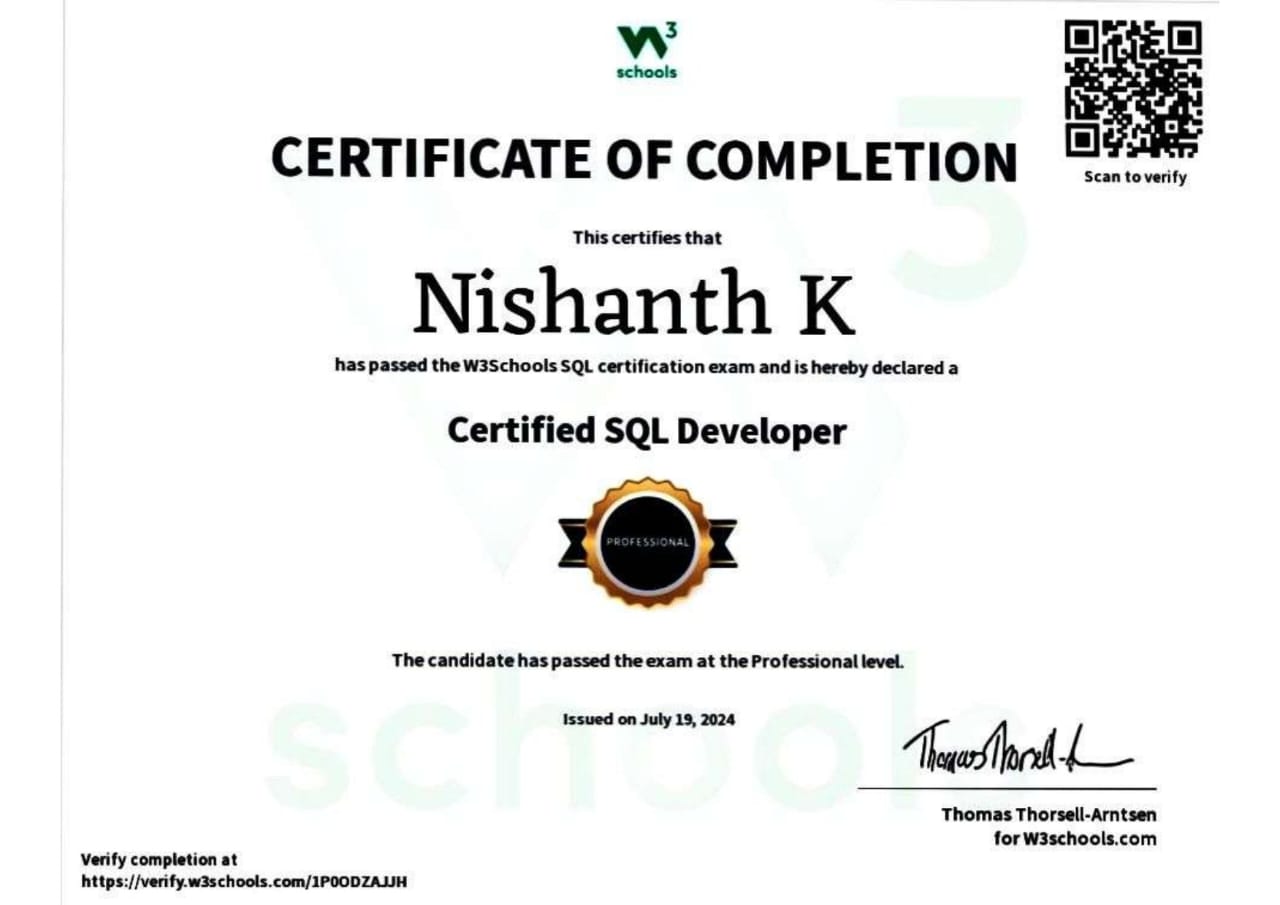 W3
schools
Scan to verify
CERTIFICATE OF COMPLETION
This certifies that
Nishanth K
has passed the W3Schools SQL certification exam and is hereby declared a
Certified SQL Developer
PROFESSIONAL
The candidate has passed the exam at the Professional level.
Issued on July 19, 2024
Thomas Thorsell-A
Thomas Thorsell-Arntsen
for W3schools.com
Verify completion at
https://verify.w3schools.com/1P0ODZAJJH
W3
schools